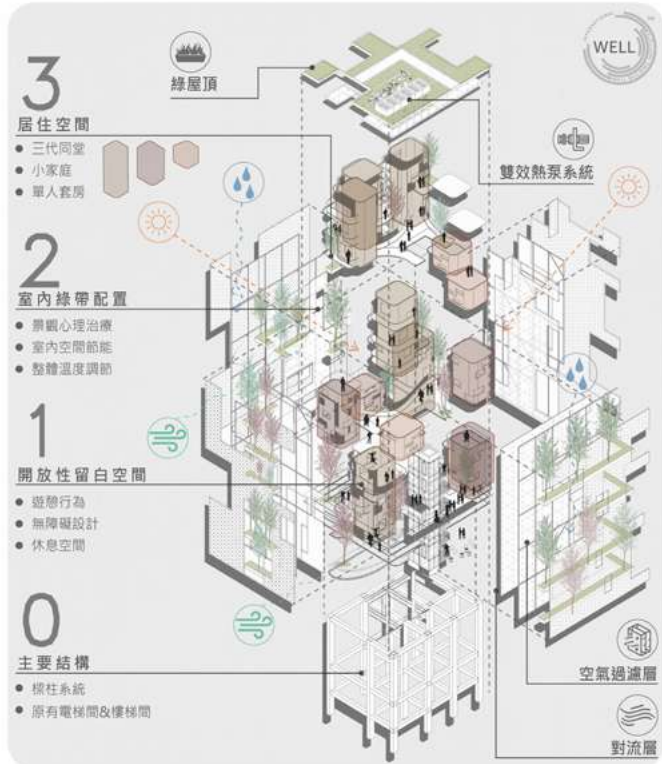 WELL
綠屋頂
3
居住空間
三代同堂
小家庭
單人套房
雙效熱泵系統
2
室內綠帶配置
景觀心理治療
室內空間節能
整體溫度調節
1
開放性留白空間
遊憩行為
無障礙設計
休息空間
0
主要結構
樑柱系統
原有電梯間&樓梯間
空氣過濾層
對流層